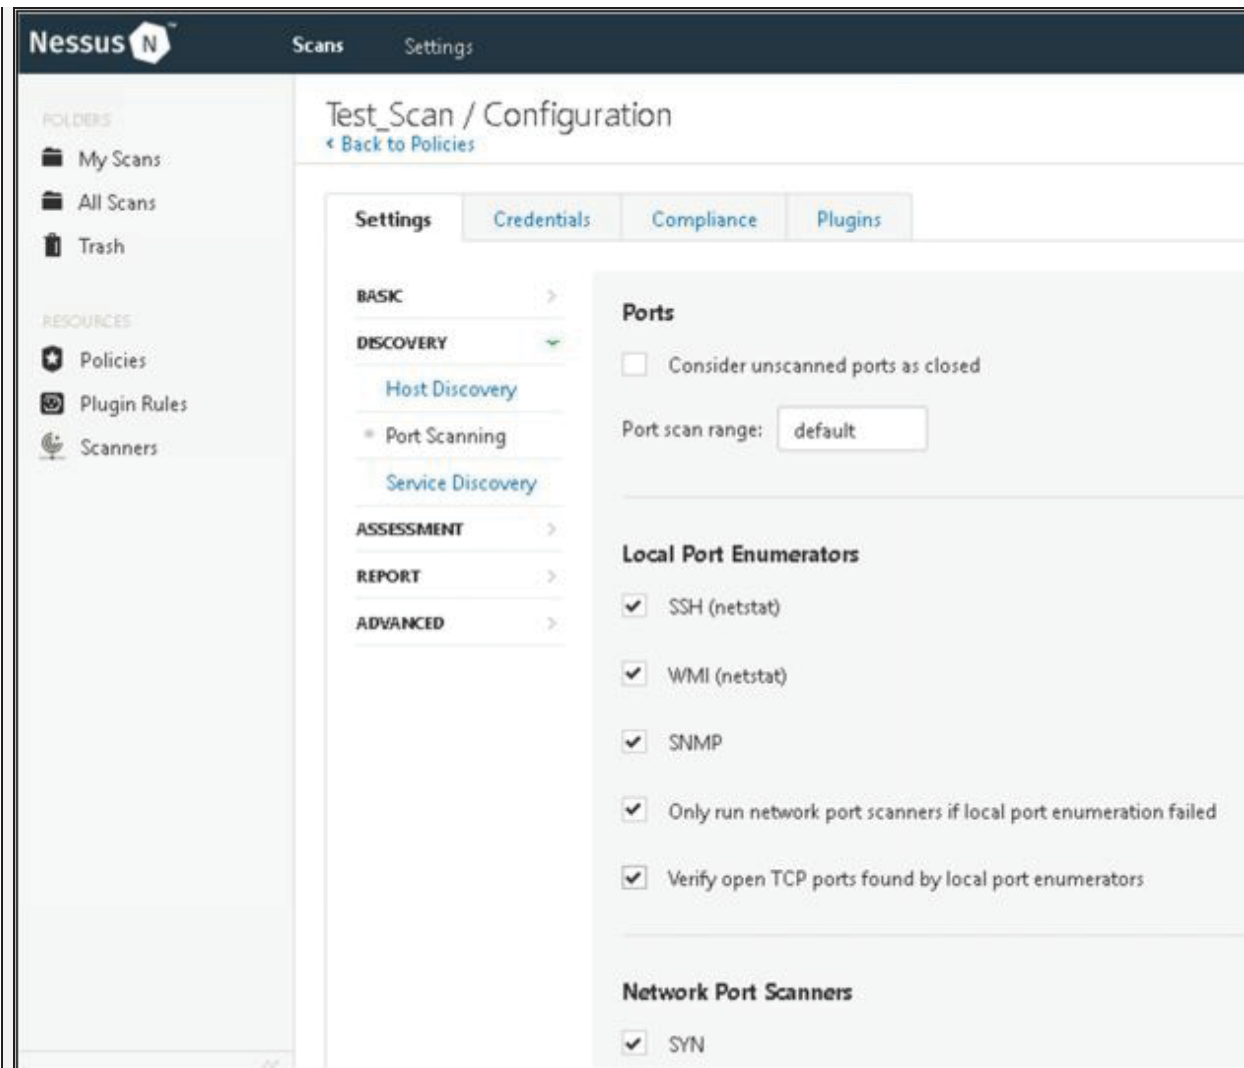 Nessus N ™
Scans Settings
FOLDERS
My Scans
All Scans
Trash
RESOURCES
Policies
Plugin Rules
Scanners
Test_Scan / Configuration
Back to Policies
Settings Credentials Compliance Plugins
BASIC
DISCOVERY
Host Discovery
Port Scanning
Service Discovery
ASSESSMENT
REPORT
ADVANCED
Ports
Consider unscanned ports as closed
Port scan range: default
Local Port Enumerators
SSH (netstat)
WMI (netstat)
SNMP
Only run network port scanners if local port enumeration failed
Verify open TCP ports found by local port enumerators
Network Port Scanners
SYN